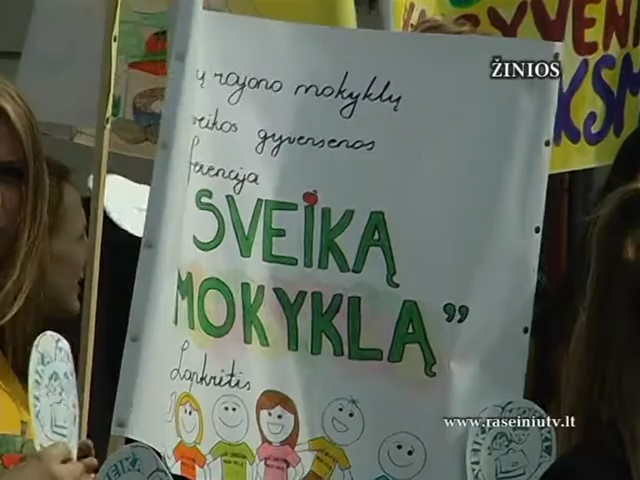 ŽINIOS
ų rajono mokyklų
veikos gyvensenos
ferencija
SVEIKĄ
MOKYKLĄ”
Lapkritis
www.raseiniutv.lt